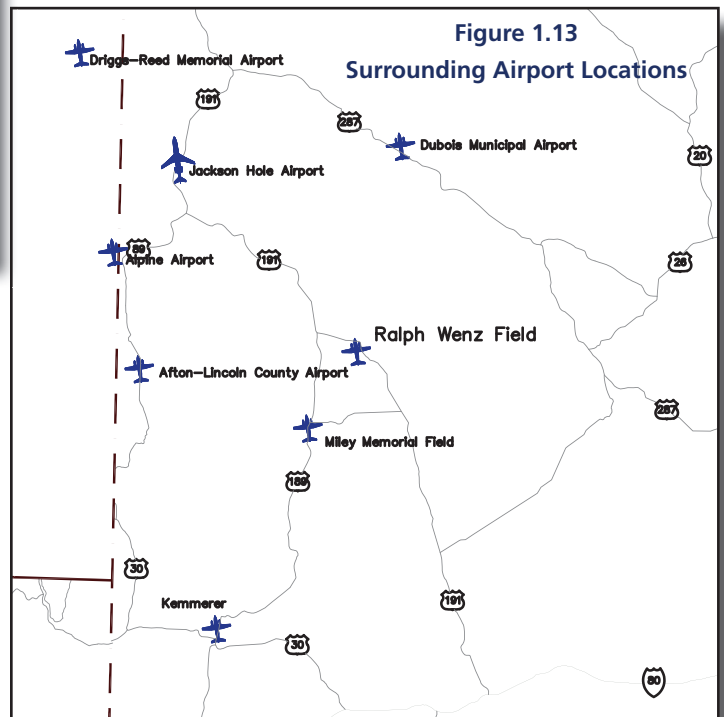 Figure 1.13
Surrounding Airport Locations
Driggs-Reed Memorial Airport
191
287
Dubois Municipal Airport
20
Jackson Hole Airport
89
Alpine Airport
191
26
Ralph Wenz Field
Afton-Lincoln County Airport
287
Miley Memorial Field
189
30
Kemmerer
191
30
80